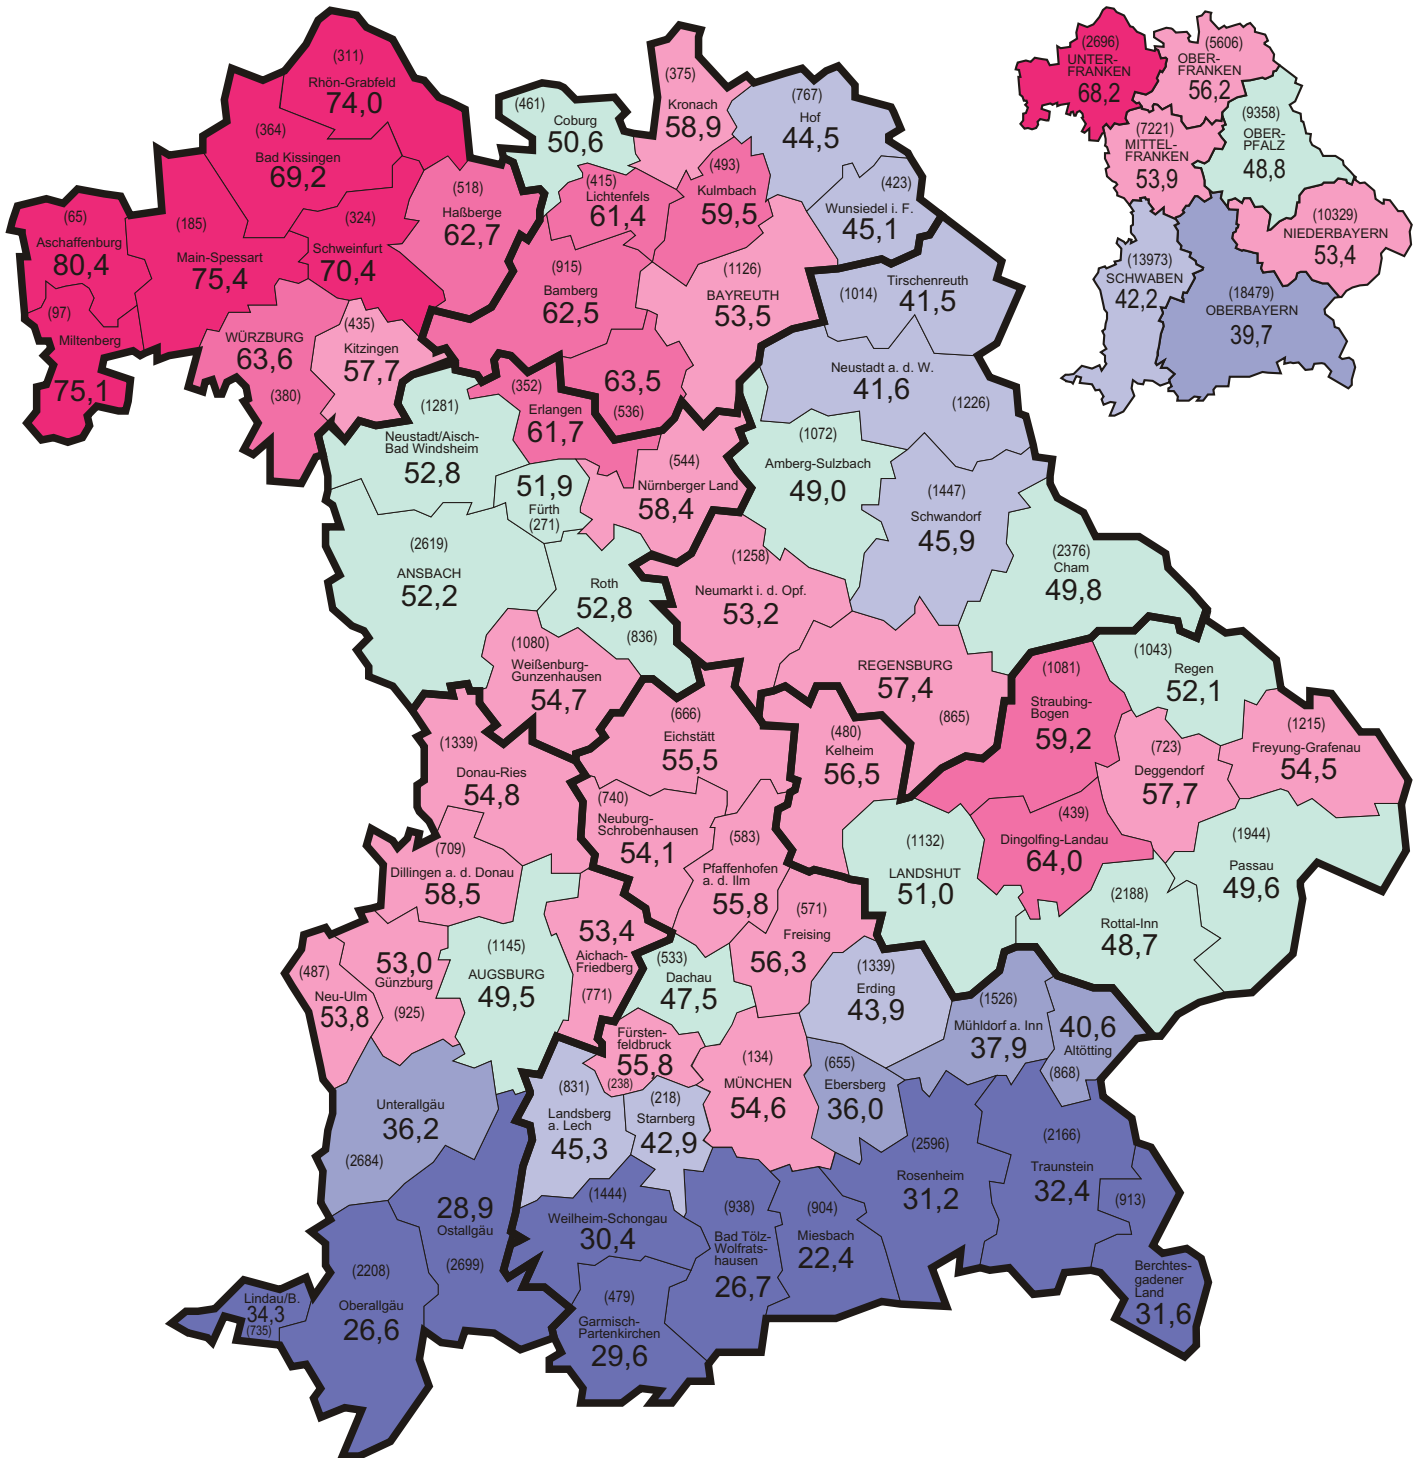 (311)
Rhön-Grabfeld
74,0
(364)
Bad Kissingen
69,2
(65)
Aschaffenburg
80,4
(185)
Main-Spessart
75,4
(324)
Schweinfurt
70,4
(518)
Haßberge
62,7
(97)
Miltenberg
75,1
WÜRZBURG
63,6
(380)
(435)
Kitzingen
57,7
(461)
Coburg
50,6
(375)
Kronach
58,9
(767)
Hof
44,5
(415)
Lichtenfels
61,4
(493)
Kulmbach
59,5
(423)
Wunsiedel i. F.
45,1
(915)
Bamberg
62,5
(1126)
BAYREUTH
53,5
63,5
(536)
(1014)
Tirschenreuth
41,5
Neustadt a. d. W.
41,6
(1226)
(1281)
Neustadt/Aisch-
Bad Windsheim
52,8
(352)
Erlangen
61,7
51,9
Fürth
(271)
(544)
Nürnberger Land
58,4
(1072)
Amberg-Sulzbach
49,0
(1447)
Schwandorf
45,9
(2376)
Cham
49,8
(2619)
ANSBACH
52,2
Roth
52,8
(836)
(1258)
Neumarkt i. d. Opf.
53,2
(1080)
Weißenburg-
Gunzenhausen
54,7
REGENSBURG
57,4
(865)
(1081)
Straubing-
Bogen
59,2
(1043)
Regen
52,1
(1215)
Freyung-Grafenau
54,5
(723)
Deggendorf
57,7
(666)
Eichstätt
55,5
(480)
Kelheim
56,5
(1339)
Donau-Ries
54,8
(740)
Neuburg-
Schrobenhausen
54,1
(583)
Pfaffenhofen
a. d. Ilm
55,8
(439)
Dingolfing-Landau
64,0
(1132)
LANDSHUT
51,0
(1944)
Passau
49,6
(2188)
Rottal-Inn
48,7
(709)
Dillingen a. d. Donau
58,5
(571)
Freising
56,3
53,4
Aichach-
Friedberg
(771)
(1145)
AUGSBURG
49,5
53,0
Günzburg
(925)
(487)
Neu-Ulm
53,8
(533)
Dachau
47,5
(1339)
Erding
43,9
(1526)
Mühldorf a. Inn
37,9
40,6
Altötting
(868)
Fürsten-
feldbruck
55,8
(238)
(134)
MÜNCHEN
54,6
(655)
Ebersberg
36,0
(831)
Landsberg
a. Lech
45,3
(218)
Starnberg
42,9
Unterallgäu
36,2
(2684)
28,9
Ostallgäu
(2699)
(1444)
Weilheim-Schongau
30,4
(938)
Bad Tölz-
Wolfrats-
hausen
26,7
(904)
Miesbach
22,4
(2596)
Rosenheim
31,2
(2166)
Traunstein
32,4
(913)
Berchtes-
gadener
Land
31,6
(2208)
Oberallgäu
26,6
Lindau/B.
34,3
(735)
(479)
Garmisch-
Partenkirchen
29,6
(2696)
UNTER-
FRANKEN
68,2
(5606)
OBER-
FRANKEN
56,2
(7221)
MITTEL-
FRANKEN
53,9
(9358)
OBER-
PFALZ
48,8
(10329)
NIEDERBAYERN
53,4
(13973)
SCHWABEN
42,2
(18479)
OBERBAYERN
39,7